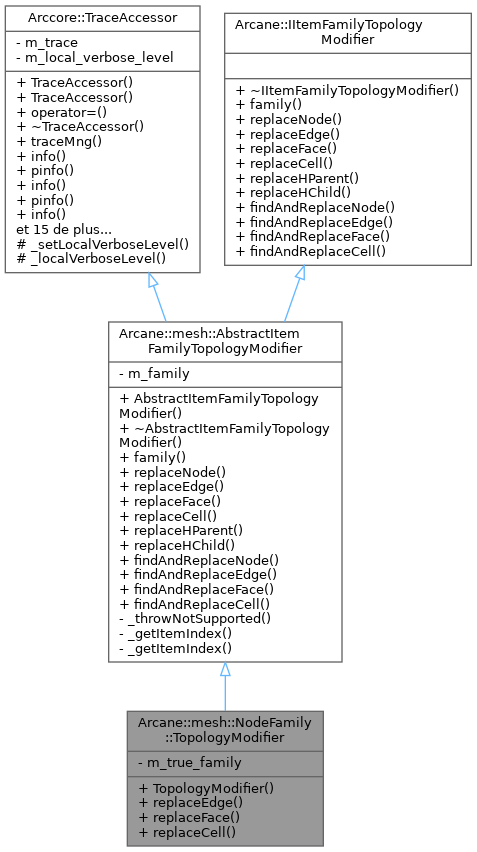 Arccore::TraceAccessor
- m_trace
- m_local_verbose_level
+ TraceAccessor()
+ TraceAccessor()
+ operator=()
+ ~TraceAccessor()
+ traceMng()
+ info()
+ pinfo()
+ info()
+ pinfo()
+ info()
et 15 de plus...
# _setLocalVerboseLevel()
# _localVerboseLevel()
Arcane::IItemFamilyTopology
Modifier
+ ~IItemFamilyTopologyModifier()
+ family()
+ replaceNode()
+ replaceEdge()
+ replaceFace()
+ replaceCell()
+ replaceHParent()
+ replaceHChild()
+ findAndReplaceNode()
+ findAndReplaceEdge()
+ findAndReplaceFace()
+ findAndReplaceCell()
Arcane::mesh::AbstractItem
FamilyTopologyModifier
- m_family
+ AbstractItemFamilyTopology
Modifier()
+ ~AbstractItemFamilyTopology
Modifier()
+ family()
+ replaceNode()
+ replaceEdge()
+ replaceFace()
+ replaceCell()
+ replaceHParent()
+ replaceHChild()
+ findAndReplaceNode()
+ findAndReplaceEdge()
+ findAndReplaceFace()
+ findAndReplaceCell()
- _throwNotSupported()
- _getItemIndex()
- _getItemIndex()
Arcane::mesh::NodeFamily
::TopologyModifier
- m_true_family
+ TopologyModifier()
+ replaceEdge()
+ replaceFace()
+ replaceCell()